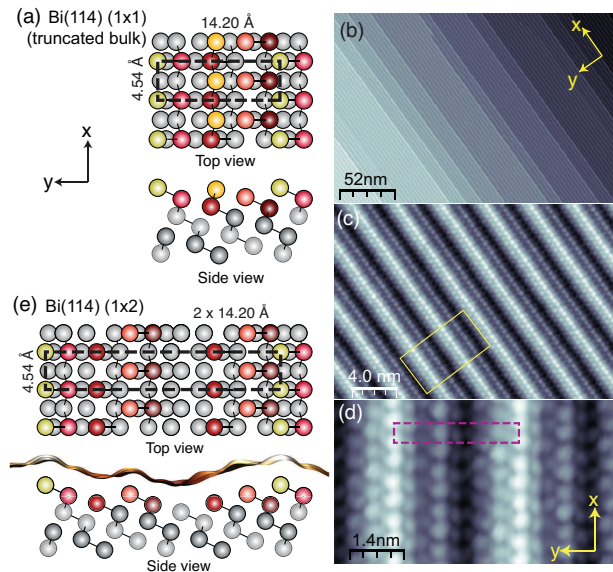 (a) Bi(114) (1x1)
(truncated bulk)
14.20 Å
4.54 Å
Top view
x
y
Side view
(e) Bi(114) (1x2)
2 x 14.20 Å
4.54 Å
Top view
Side view
(b)
x
y
52nm
(c)
4.0 nm
(d)
x
y
1.4nm